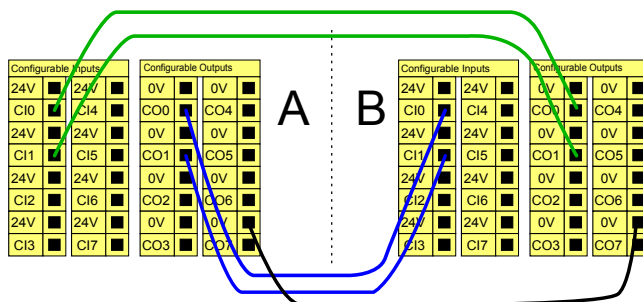 Configurable Inputs Configurable Outputs A B Configurable Inputs Configurable Outputs
24V 24V 0V 0V 24V 24V 0V 0V
CI0 CI4 CO0 CO4 CI0 CI4 CO0 CO4
24V 24V 0V 0V 24V 24V 0V 0V
CI1 CI5 CO1 CO5 CI1 CI5 CO1 CO5
24V 24V 0V 0V 24V 24V 0V 0V
CI2 CI6 CO2 CO6 CI2 CI6 CO2 CO6
24V 24V 0V 0V 24V 24V 0V 0V
CI3 CI7 CO3 CO7 CI3 CI7 CO3 CO7